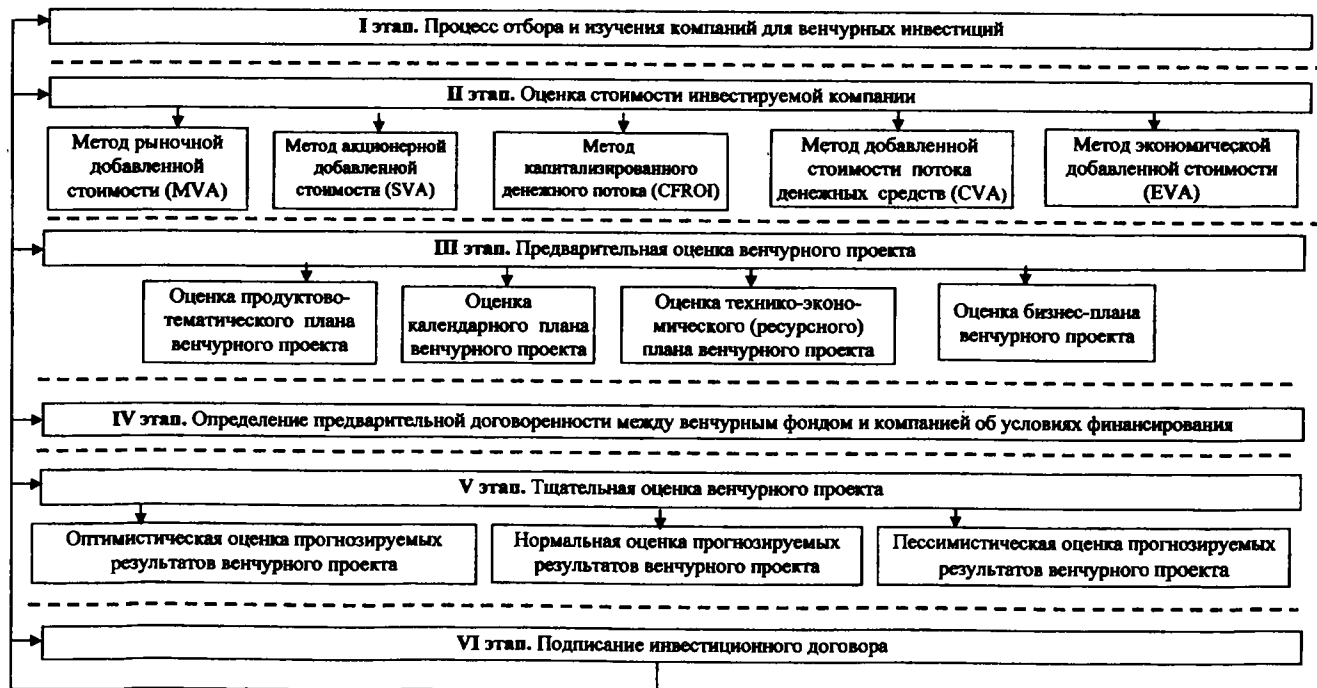 I этап. Процесс отбора и изучения компаний для венчурных инвестиций
II этап. Оценка стоимости инвестируемой компании
Метод рыночной
добавленной
стоимости (MVA)
Метод акционерной
добавленной
стоимости (SVA)
Метод
капитализированного
денежного потока (CFROI)
Метод добавленной
стоимости потока
денежных средств (CVA)
Метод экономической
добавленной стоимости
(EVA)
III этап. Предварительная оценка венчурного проекта
Оценка продуктово-
тематического плана
венчурного проекта
Оценка
календарного плана
венчурного проекта
Оценка технико-эконо-
мического (ресурсного)
плана венчурного проекта
Оценка бизнес-плана
венчурного проекта
IV этап. Определение предварительной договоренности между венчурным фондом и компанией об условиях финансирования
V этап. Тщательная оценка венчурного проекта
Оптимистическая оценка прогнозируемых
результатов венчурного проекта
Нормальная оценка прогнозируемых
результатов венчурного проекта
Пессимистическая оценка прогнозируемых
результатов венчурного проекта
VI этап. Подписание инвестиционного договора